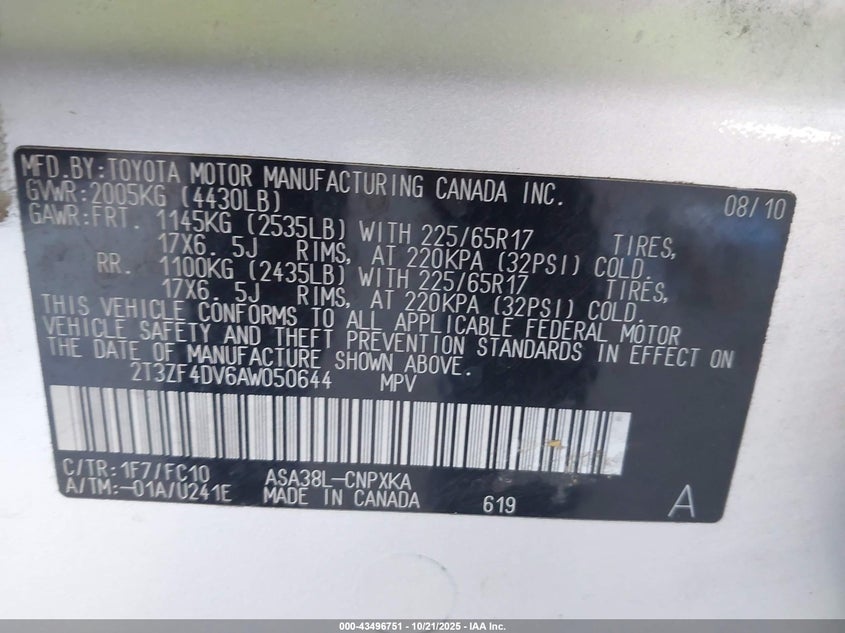 MFD.BY:TOYOTA MOTOR MANUFACTURING CANADA INC.
GVWR:2005KG (4430LB) 08/10
GAWR:FRT. 1145KG (2535LB) WITH 225/65R17 TIRES,
17X6. 5J RIMS, AT 220KPA (32PSI) COLD.
RR. 1100KG (2435LB) WITH 225/65R17 TIRES,
17X6. 5J RIMS, AT 220KPA (32PSI) COLD.
THIS VEHICLE CONFORMS TO ALL APPLICABLE FEDERAL MOTOR
VEHICLE SAFETY AND THEFT PREVENTION STANDARDS IN EFFECT ON
THE DATE OF MANUFACTURE SHOWN ABOVE.
2T3ZF4DV6AW050644 MPV
C/TR:1F7/FC10 ASA38L-CNPXKA
A/TM:-01A/U241E MADE IN CANADA 619 A
000-43496751 | 10/21/2025 | IAA Inc.